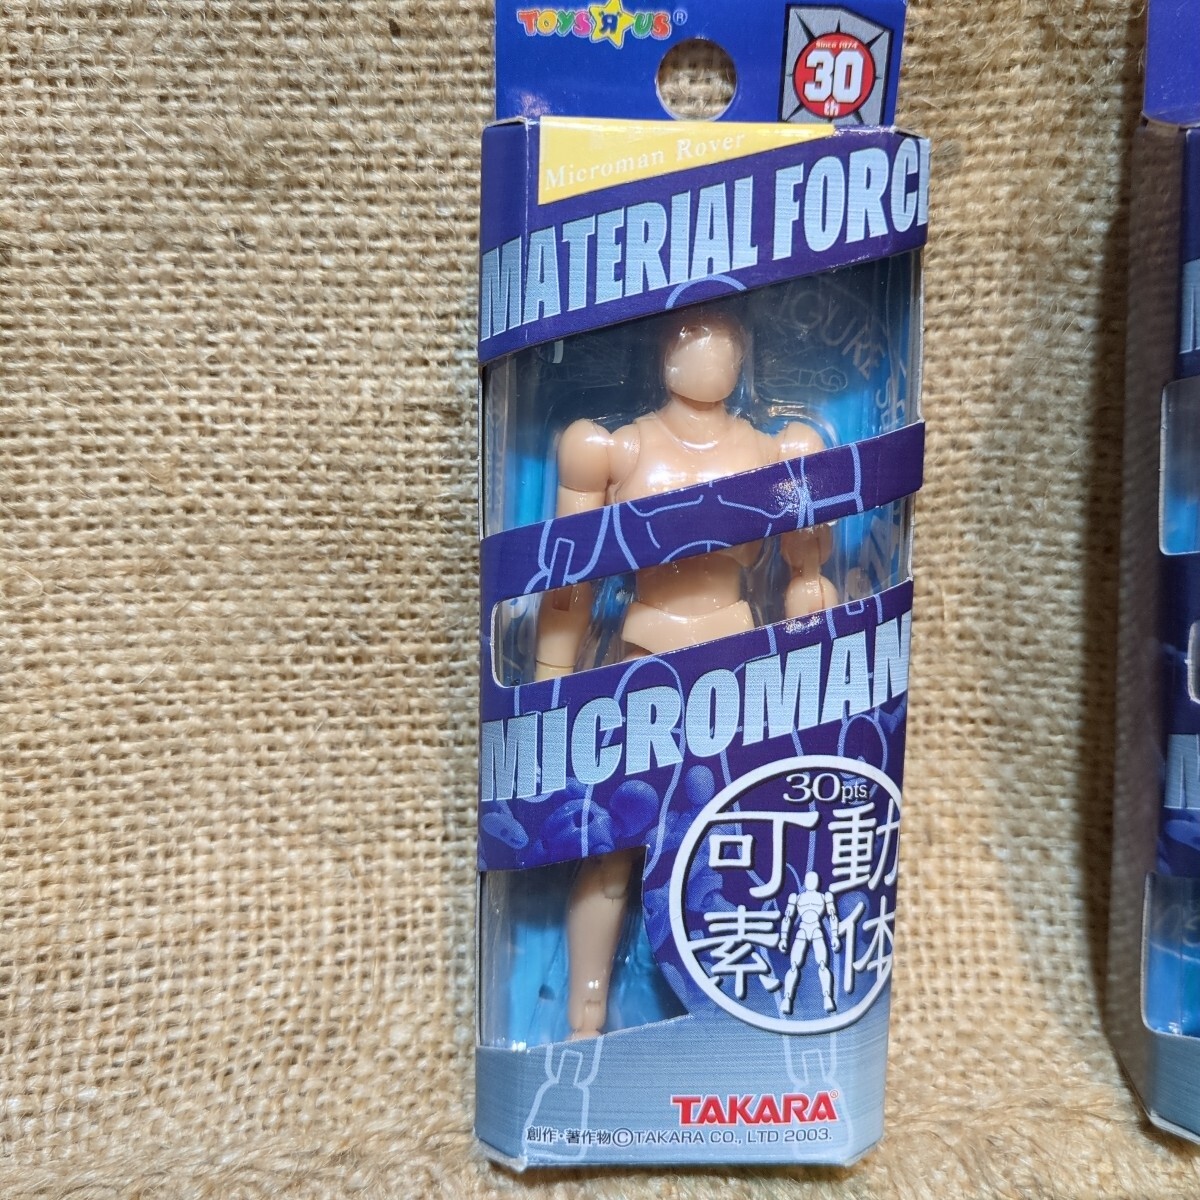 TOYS"R"US®
Since 1974
30
th
Microman Rover
MATERIAL FORCE
FIGURE
MICROMAN
30pts.
可動
素体
TAKARA®
創作・著作物©TAKARA CO., LTD 2003.